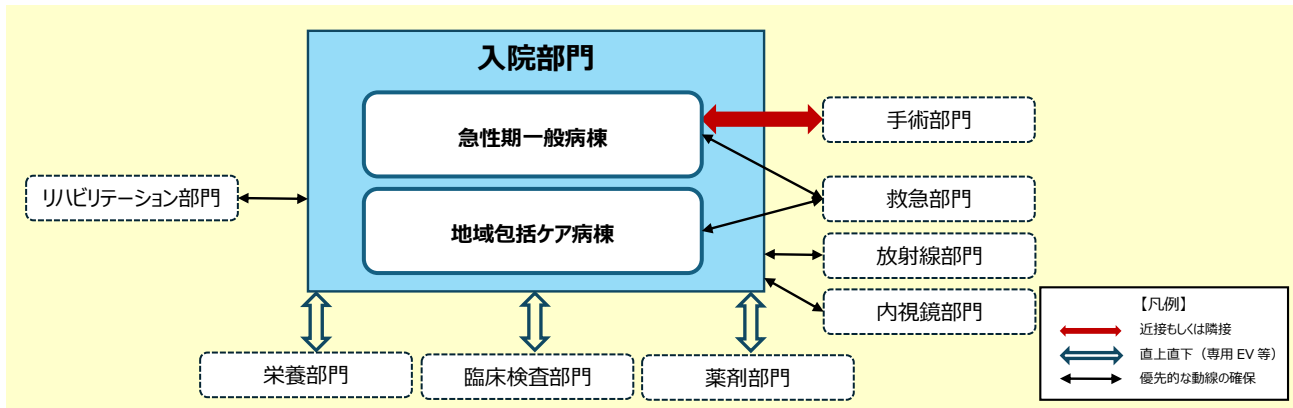 入院部門
急性期一般病棟
地域包括ケア病棟
リハビリテーション部門
手術部門
救急部門
放射線部門
内視鏡部門
栄養部門
臨床検査部門
薬剤部門
【凡例】
近接もしくは隣接
直上直下（専用 EV 等）
優先的な動線の確保